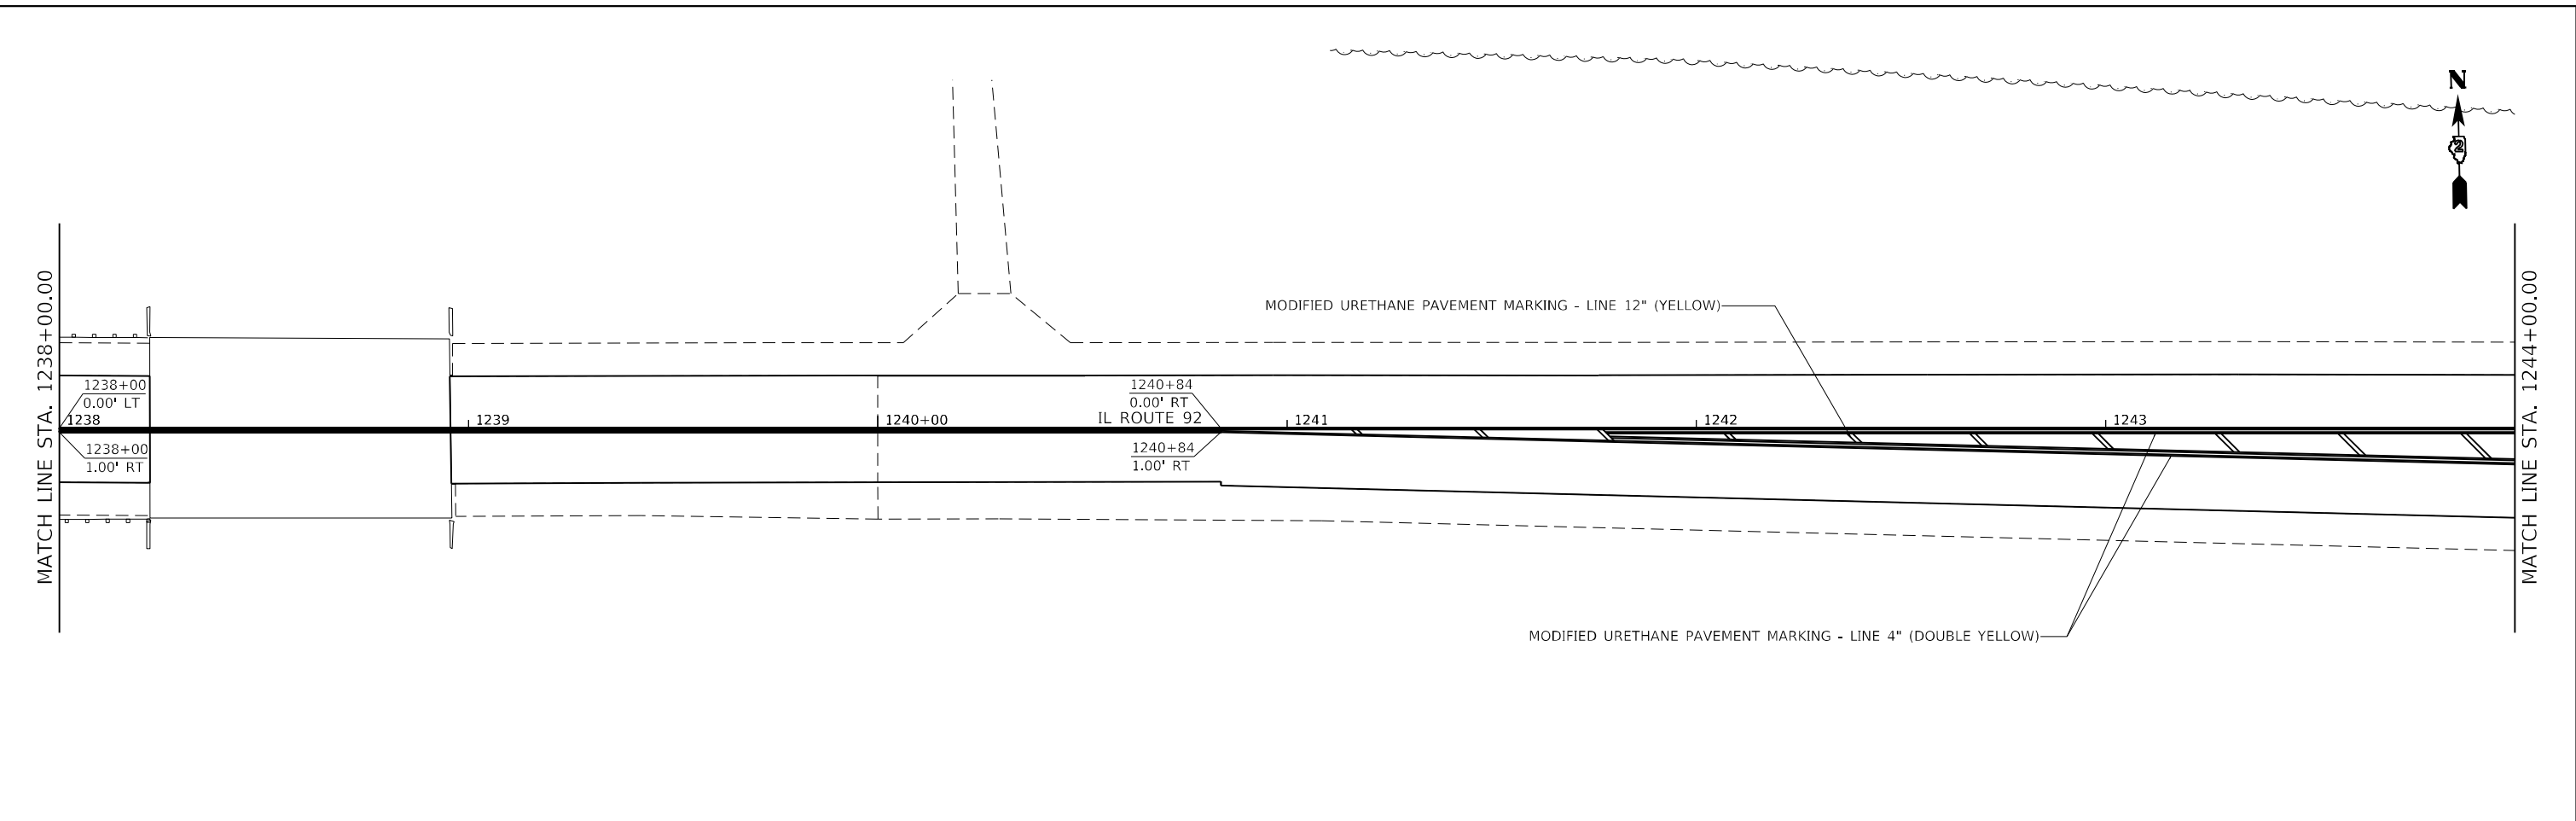 N
2
MATCH LINE STA. 1238+00.00
MATCH LINE STA. 1244+00.00
MODIFIED URETHANE PAVEMENT MARKING - LINE 12" (YELLOW)
1238+00
0.00' LT
1240+84
0.00' RT
1238
1239
1240+00
IL ROUTE 92
1241
1242
1243
1238+00
1.00' RT
1240+84
1.00' RT
MODIFIED URETHANE PAVEMENT MARKING - LINE 4" (DOUBLE YELLOW)